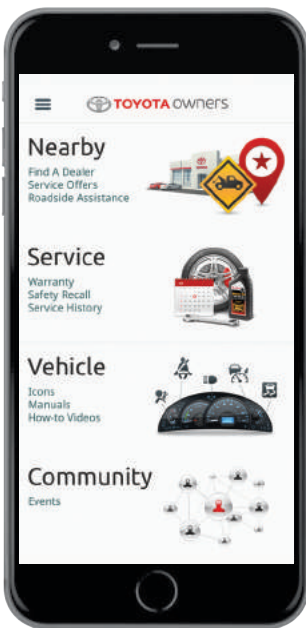 TOYOTA OWNERS
Nearby
Find A Dealer
Service Offers
Roadside Assistance
Service
Warranty
Safety Recall
Service History
Vehicle
Icons
Manuals
How-to Videos
Community
Events